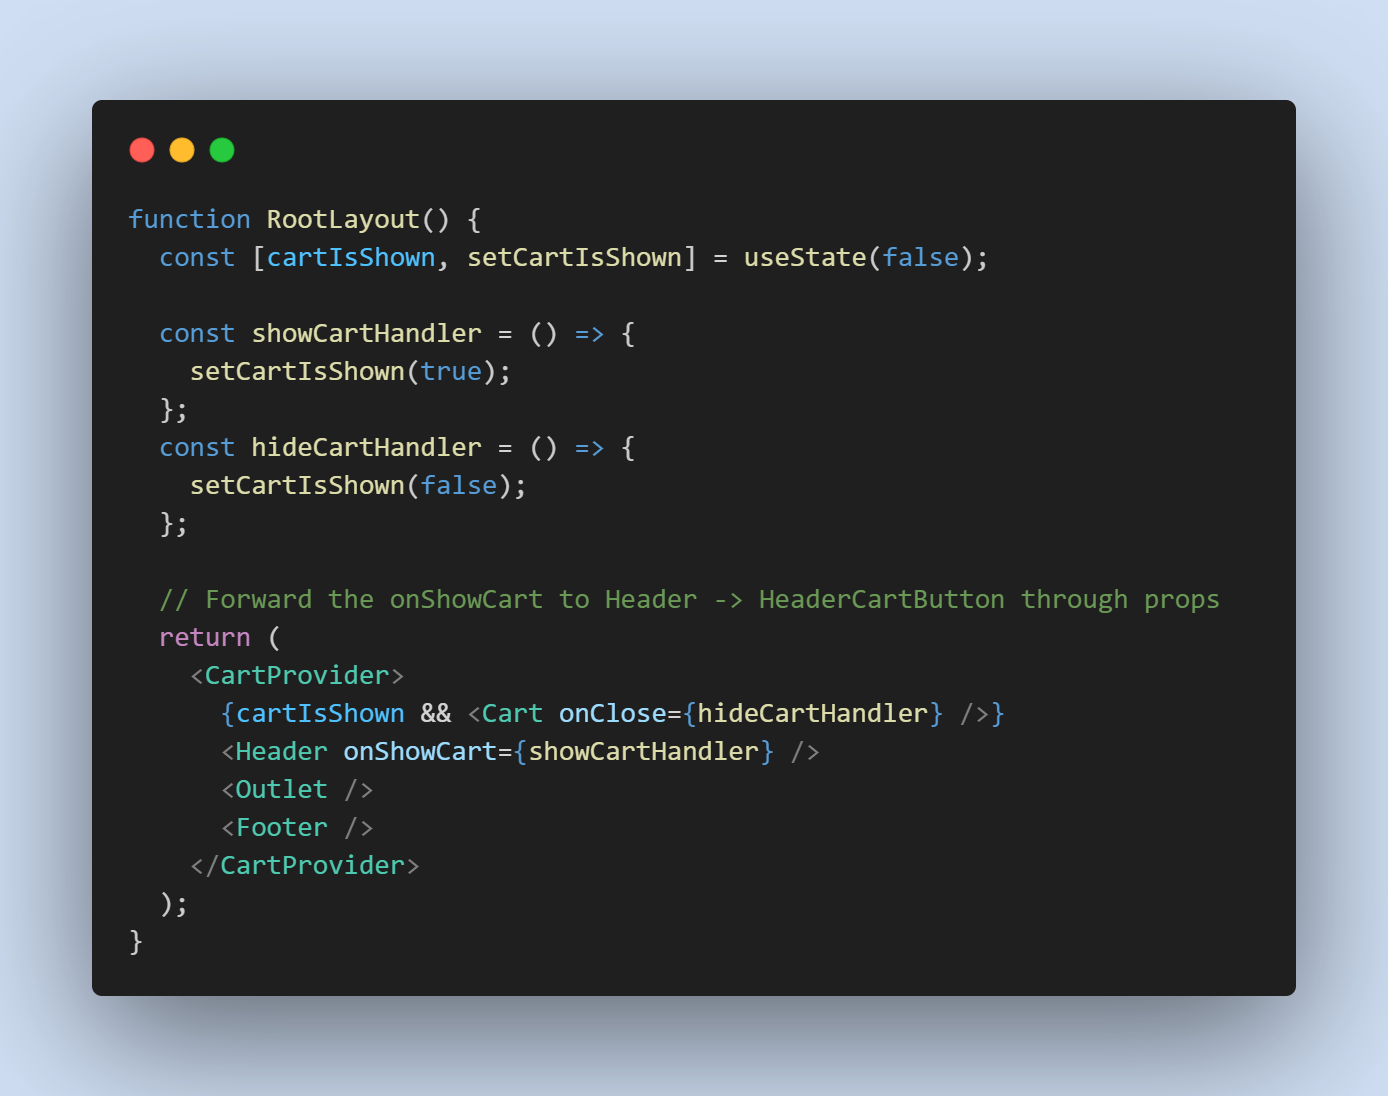 function RootLayout() {
  const [cartIsShown, setCartIsShown] = useState(false);

  const showCartHandler = () => {
    setCartIsShown(true);
  };
  const hideCartHandler = () => {
    setCartIsShown(false);
  };

  // Forward the onShowCart to Header -> HeaderCartButton through props
  return (
    <CartProvider>
      {cartIsShown && <Cart onClose={hideCartHandler} />}
      <Header onShowCart={showCartHandler} />
      <Outlet />
      <Footer />
    </CartProvider>
  );
}